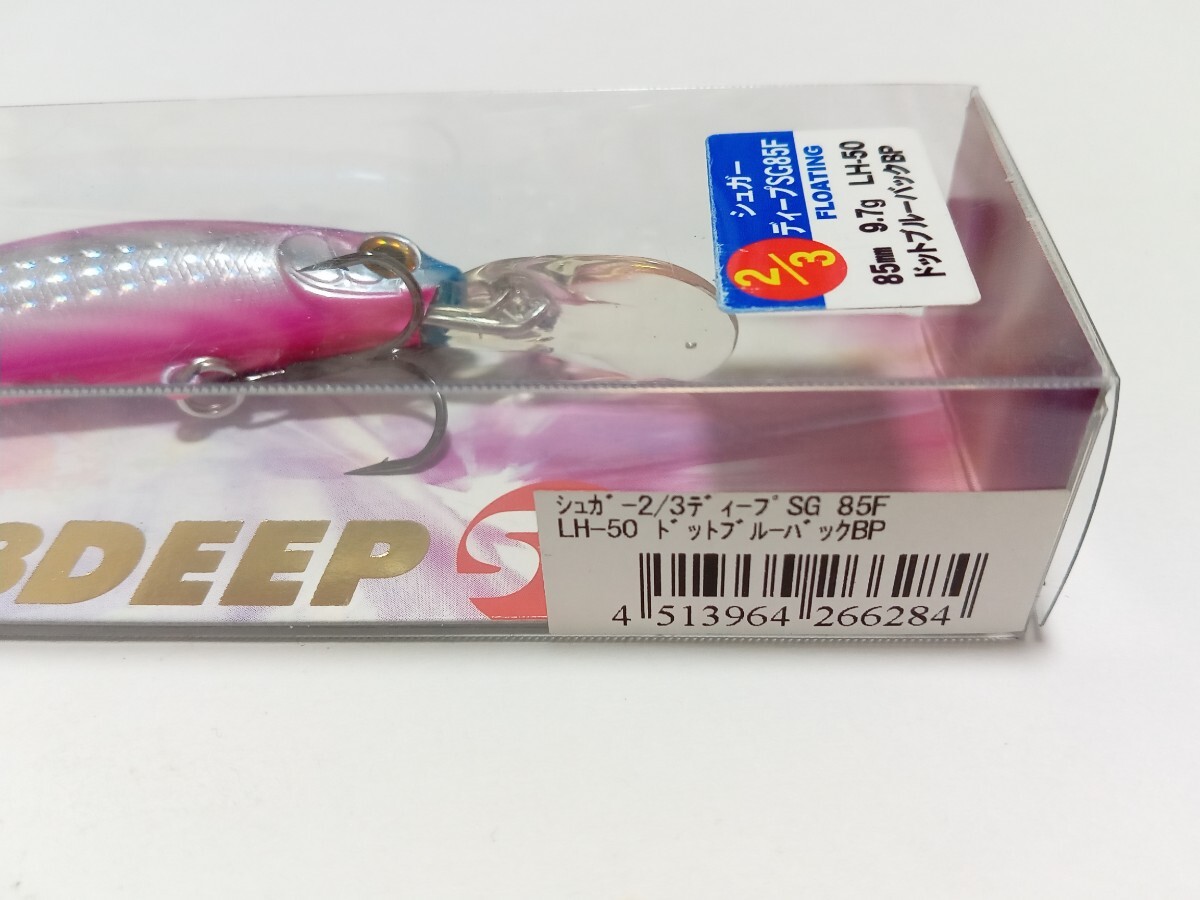 シュガー
ディープSG85F
2/3
FLOATING
85㎜ 9.7g LH-50
ドットブルーバックBP
3DEEP
ｼｭｶﾞｰ2/3ﾃﾞｨｰﾌﾟSG 85F
LH-50 ﾄﾞｯﾄﾌﾞﾙｰﾊﾞｯｸBP
4 513964 266284